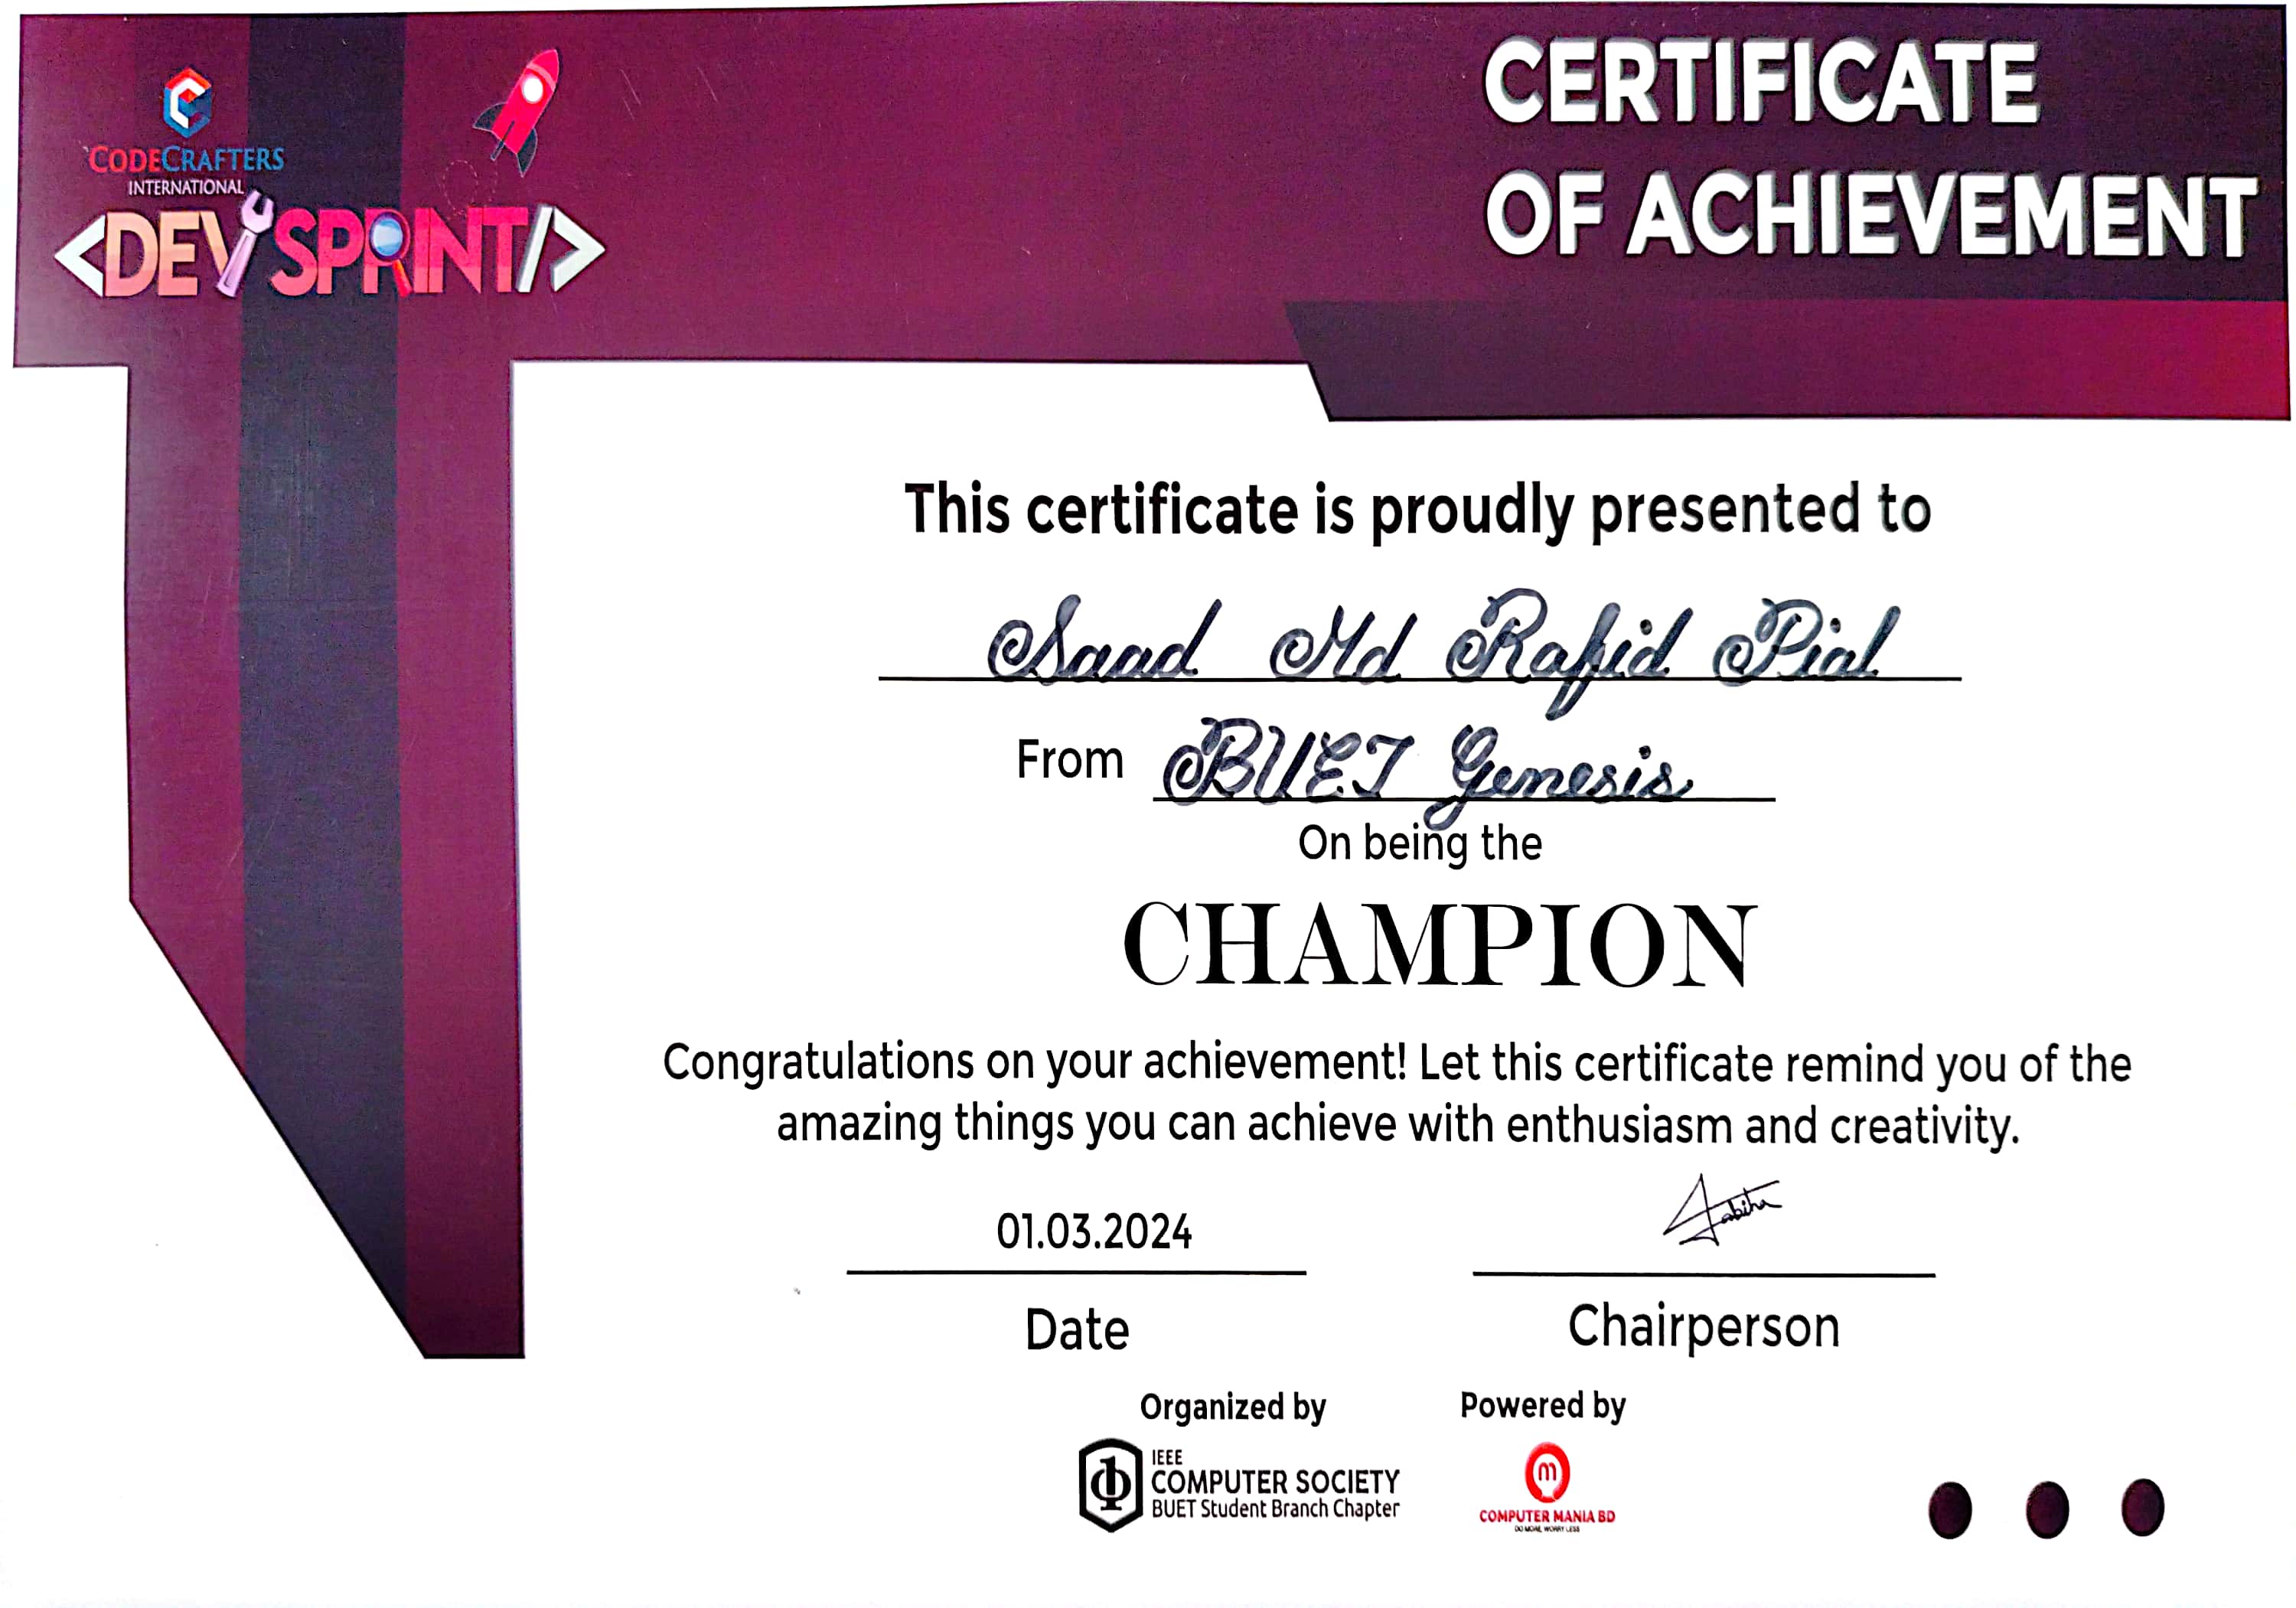 CODECRAFTERS
INTERNATIONAL
<DEV SPRINT/>
CERTIFICATE
OF ACHIEVEMENT
This certificate is proudly presented to
Saad Md Rafid Pial
From BUET Genesis
On being the
CHAMPION
Congratulations on your achievement! Let this certificate remind you of the
amazing things you can achieve with enthusiasm and creativity.
01.03.2024
Date
Tabiha
Chairperson
Organized by
IEEE
COMPUTER SOCIETY
BUET Student Branch Chapter
Powered by
COMPUTER MANIA BD
DO MORE, WORRY LESS